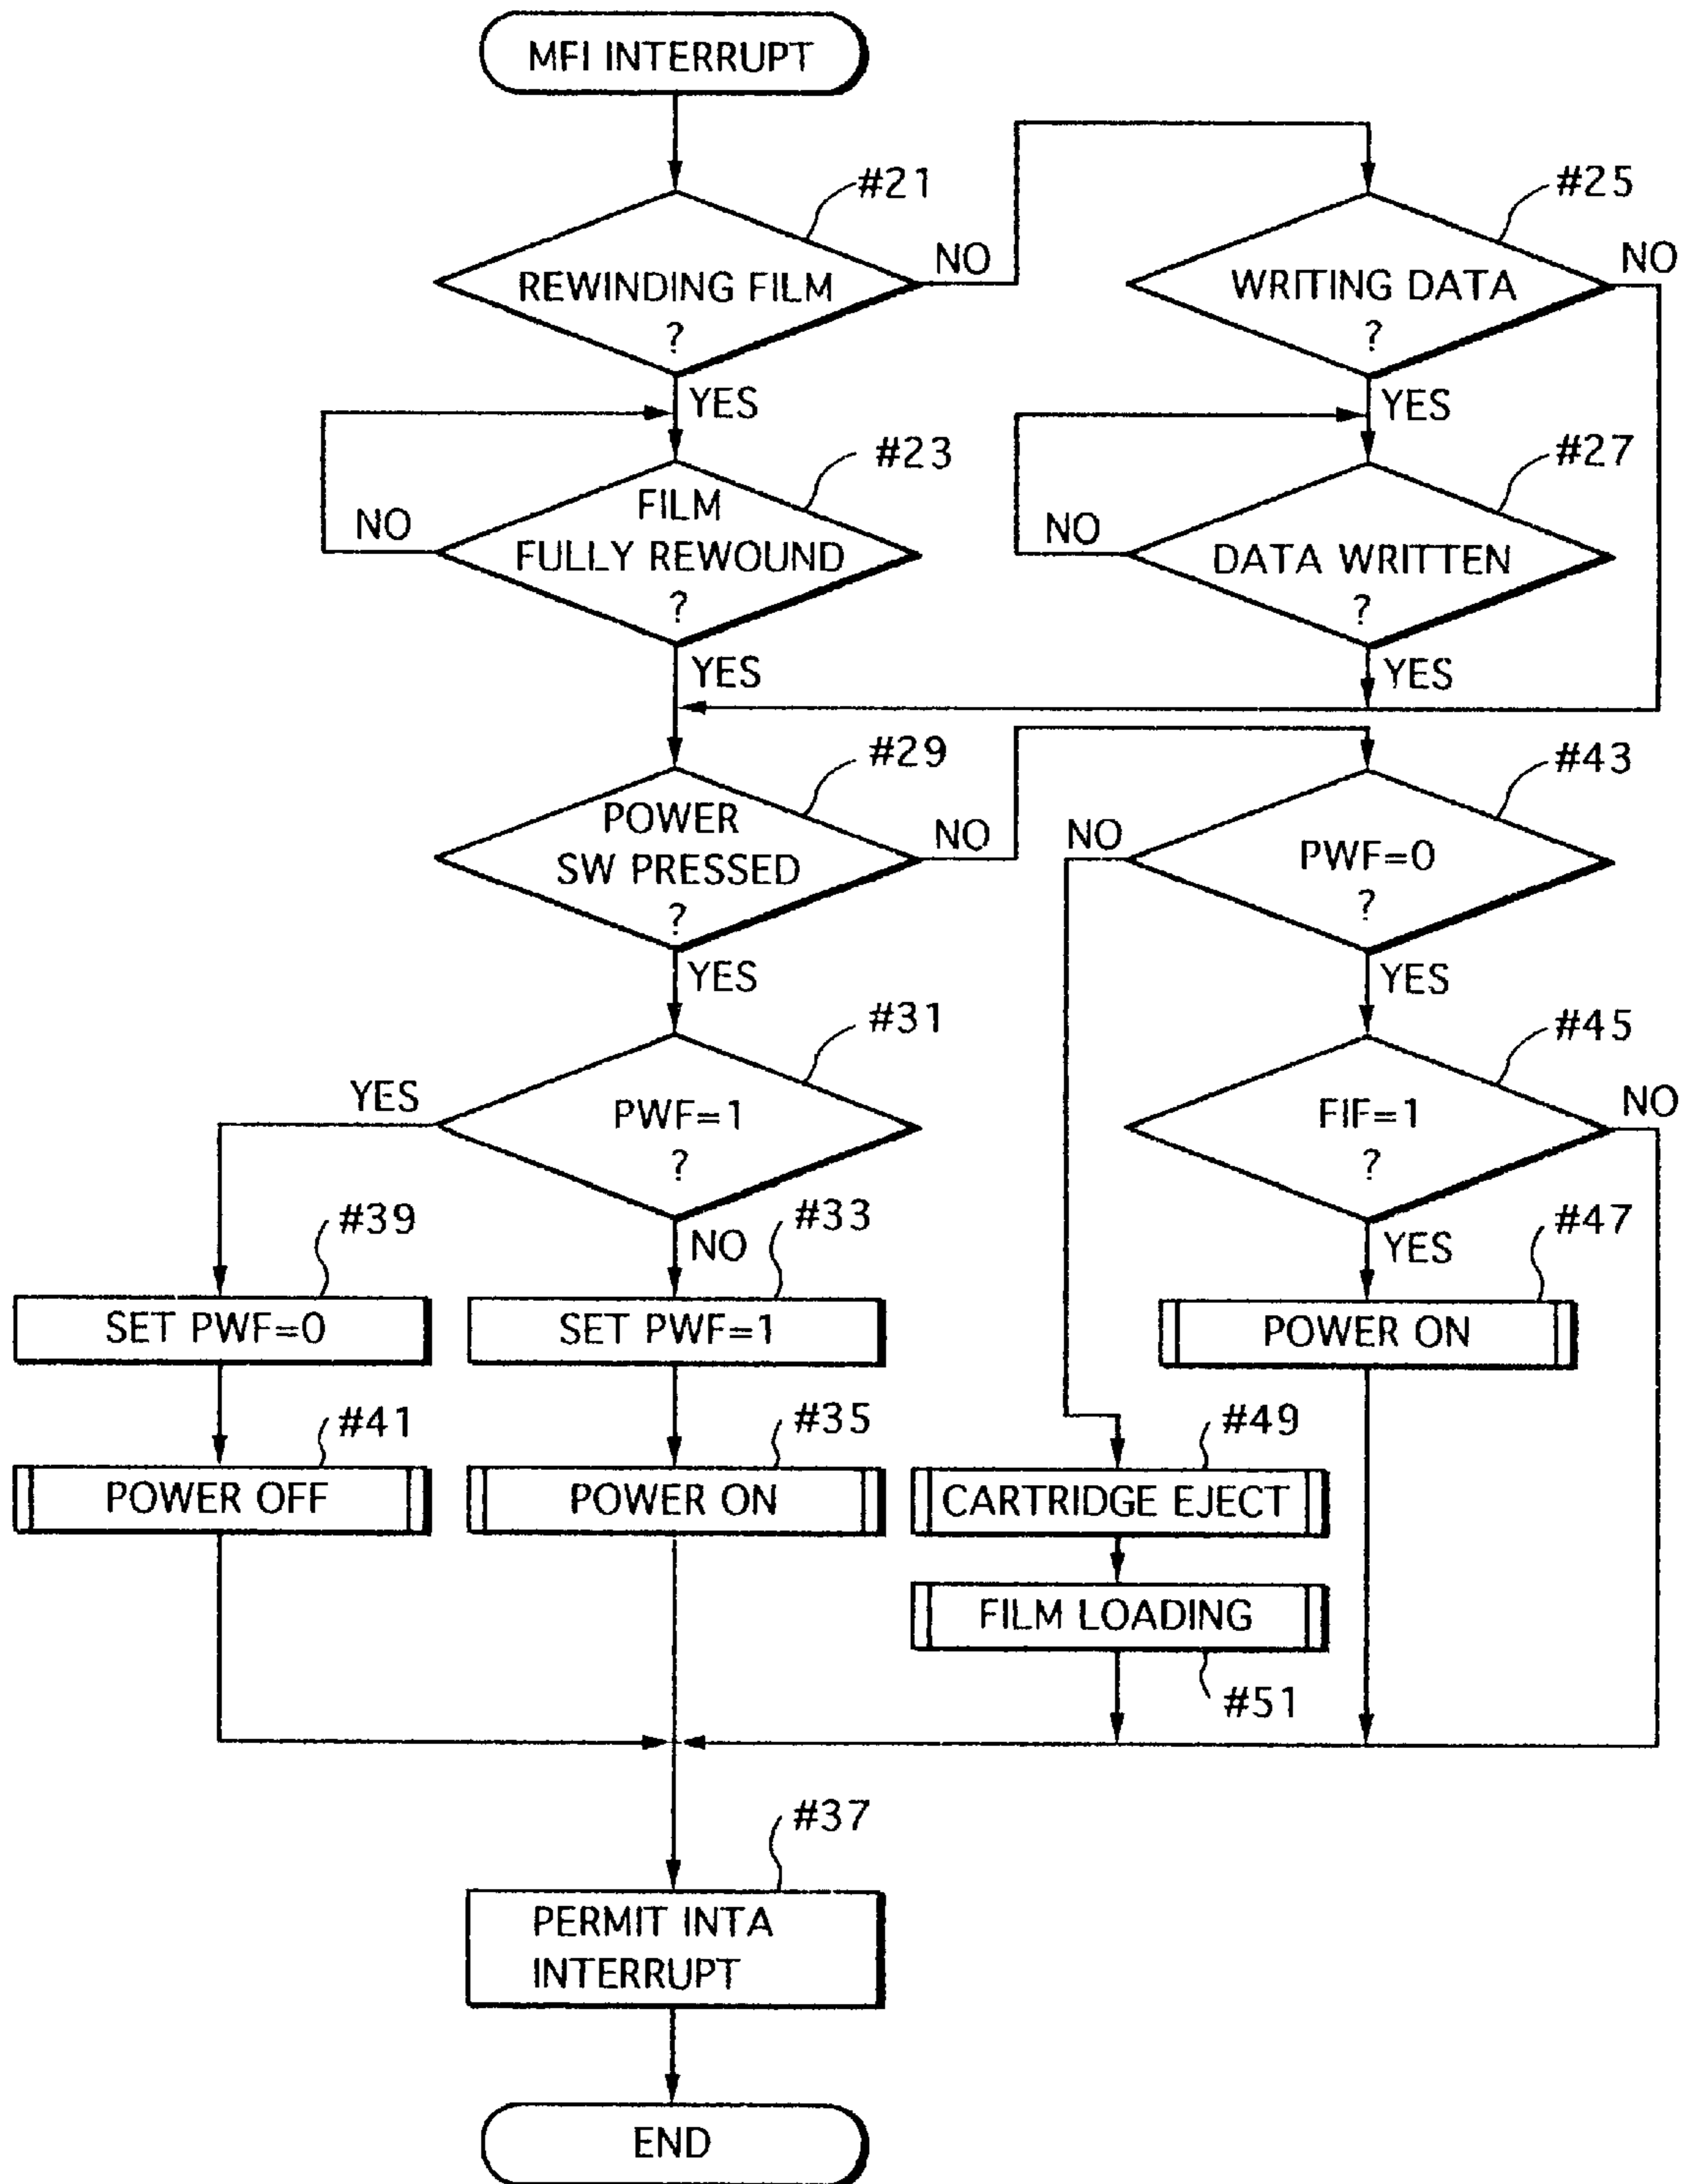 MFI INTERRUPT
#21
REWINDING FILM
?
NO
YES
#25
WRITING DATA
?
NO
YES
#23
FILM
FULLY REWOUND
?
NO
YES
#27
DATA WRITTEN
?
NO
YES
#29
POWER
SW PRESSED
?
NO
YES
#43
PWF=0
?
NO
YES
#31
PWF=1
?
YES
NO
#45
FIF=1
?
NO
YES
#39
SET PWF=0
#33
SET PWF=1
#47
POWER ON
#41
POWER OFF
#35
POWER ON
#49
CARTRIDGE EJECT
FILM LOADING
#51
#37
PERMIT INTA
INTERRUPT
END